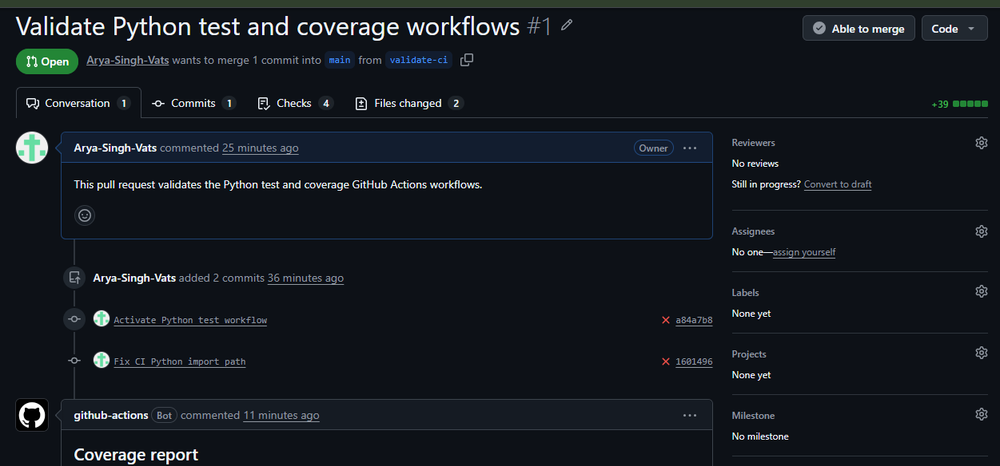 Validate Python test and coverage workflows #1
Able to merge
Code
Open
Arya-Singh-Vats wants to merge 1 commit into main from validate-ci
Conversation 1
Commits 1
Checks 4
Files changed 2
+39
Arya-Singh-Vats commented 25 minutes ago
Owner
This pull request validates the Python test and coverage GitHub Actions workflows.
Arya-Singh-Vats added 2 commits 36 minutes ago
Activate Python test workflow
a84a7b8
Fix CI Python import path
1601496
github-actions Bot commented 11 minutes ago
Coverage report
Reviewers
No reviews
Still in progress? Convert to draft
Assignees
No one—assign yourself
Labels
None yet
Projects
None yet
Milestone
No milestone